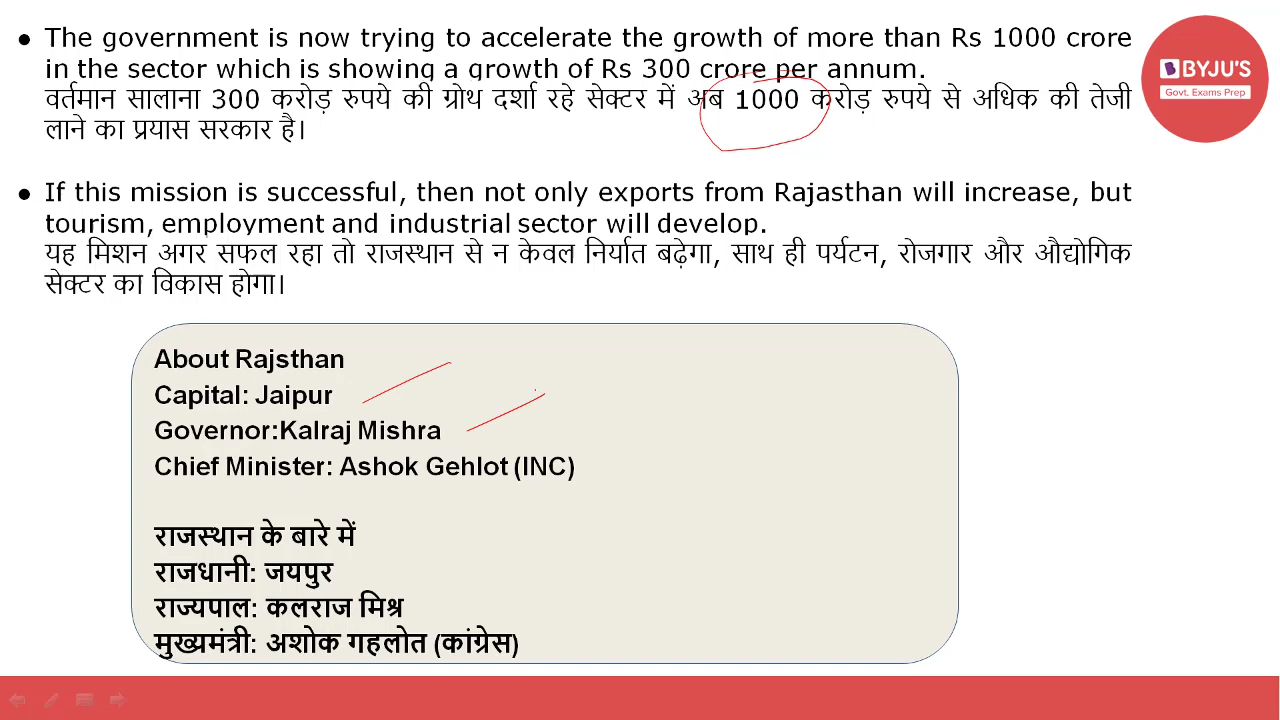 ● The government is now trying to accelerate the growth of more than Rs 1000 crore
in the sector which is showing a growth of Rs 300 crore per annum.
वर्तमान सालाना 300 करोड़ रुपये की ग्रोथ दर्शा रहे सेक्टर में अब 1000 करोड़ रुपये से अधिक की तेजी
लाने का प्रयास सरकार है।
● If this mission is successful, then not only exports from Rajasthan will increase, but
tourism, employment and industrial sector will develop.
यह मिशन अगर सफल रहा तो राजस्थान से न केवल निर्यात बढ़ेगा, साथ ही पर्यटन, रोजगार और औद्योगिक
सेक्टर का विकास होगा।
BYJU'S
Govt. Exams Prep
About Rajsthan
Capital: Jaipur
Governor:Kalraj Mishra
Chief Minister: Ashok Gehlot (INC)
राजस्थान के बारे में
राजधानी: जयपुर
राज्यपाल: कलराज मिश्र
मुख्यमंत्री: अशोक गहलोत (कांग्रेस)